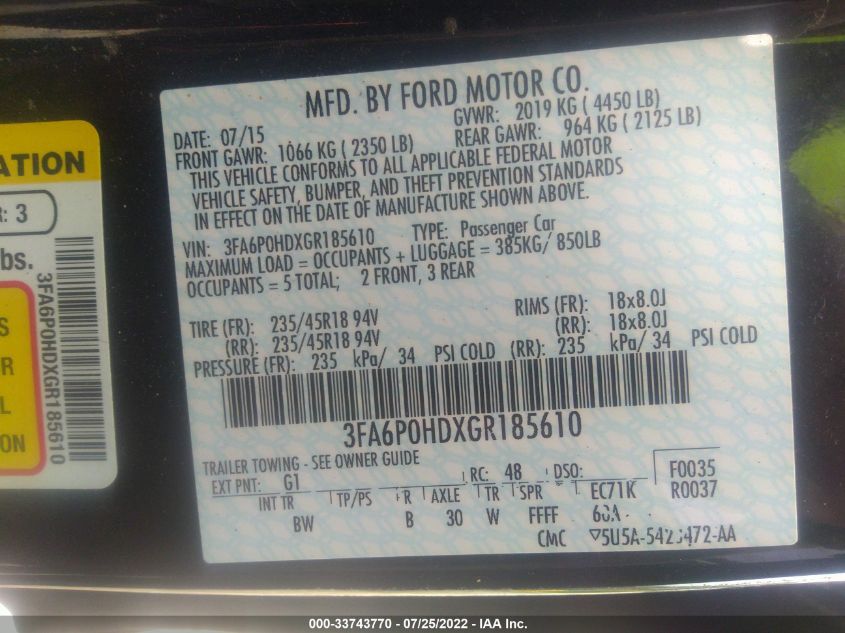 MFD. BY FORD MOTOR CO.
DATE: 07/15 GVWR: 2019 KG ( 4450 LB)
FRONT GAWR: 1066 KG ( 2350 LB) REAR GAWR: 964 KG ( 2125 LB)
THIS VEHICLE CONFORMS TO ALL APPLICABLE FEDERAL MOTOR
VEHICLE SAFETY, BUMPER, AND THEFT PREVENTION STANDARDS
IN EFFECT ON THE DATE OF MANUFACTURE SHOWN ABOVE.
VIN: 3FA6P0HDXGR185610 TYPE: Passenger Car
MAXIMUM LOAD = OCCUPANTS + LUGGAGE = 385KG/ 850LB
OCCUPANTS = 5 TOTAL; 2 FRONT, 3 REAR
TIRE (FR): 235/45R18 94V RIMS (FR): 18x8.0J
(RR): 235/45R18 94V (RR): 18x8.0J
PRESSURE (FR): 235 kPa/ 34 PSI COLD (RR): 235 kPa/ 34 PSI COLD
3FA6P0HDXGR185610
TRAILER TOWING - SEE OWNER GUIDE
EXT PNT: G1 RC: 48 DSO: F0035
INT TR TP/PS R AXLE TR SPR EC71K R0037
BW B 30 W FFFF
CMC
ATION
R: 3
bs.
S
R
L
ON
3FA6P0HDXGR185610
000-33743770 - 07/25/2022 - IAA Inc.